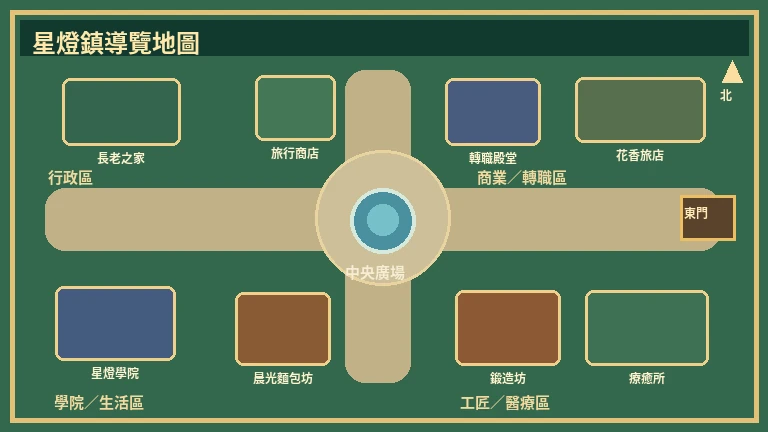 星燈鎮導覽地圖
北
長老之家
旅行商店
轉職殿堂
花香旅店
行政區
商業／轉職區
東門
中央廣場
星燈學院
晨光麵包坊
鍛造坊
療癒所
學院／生活區
工匠／醫療區